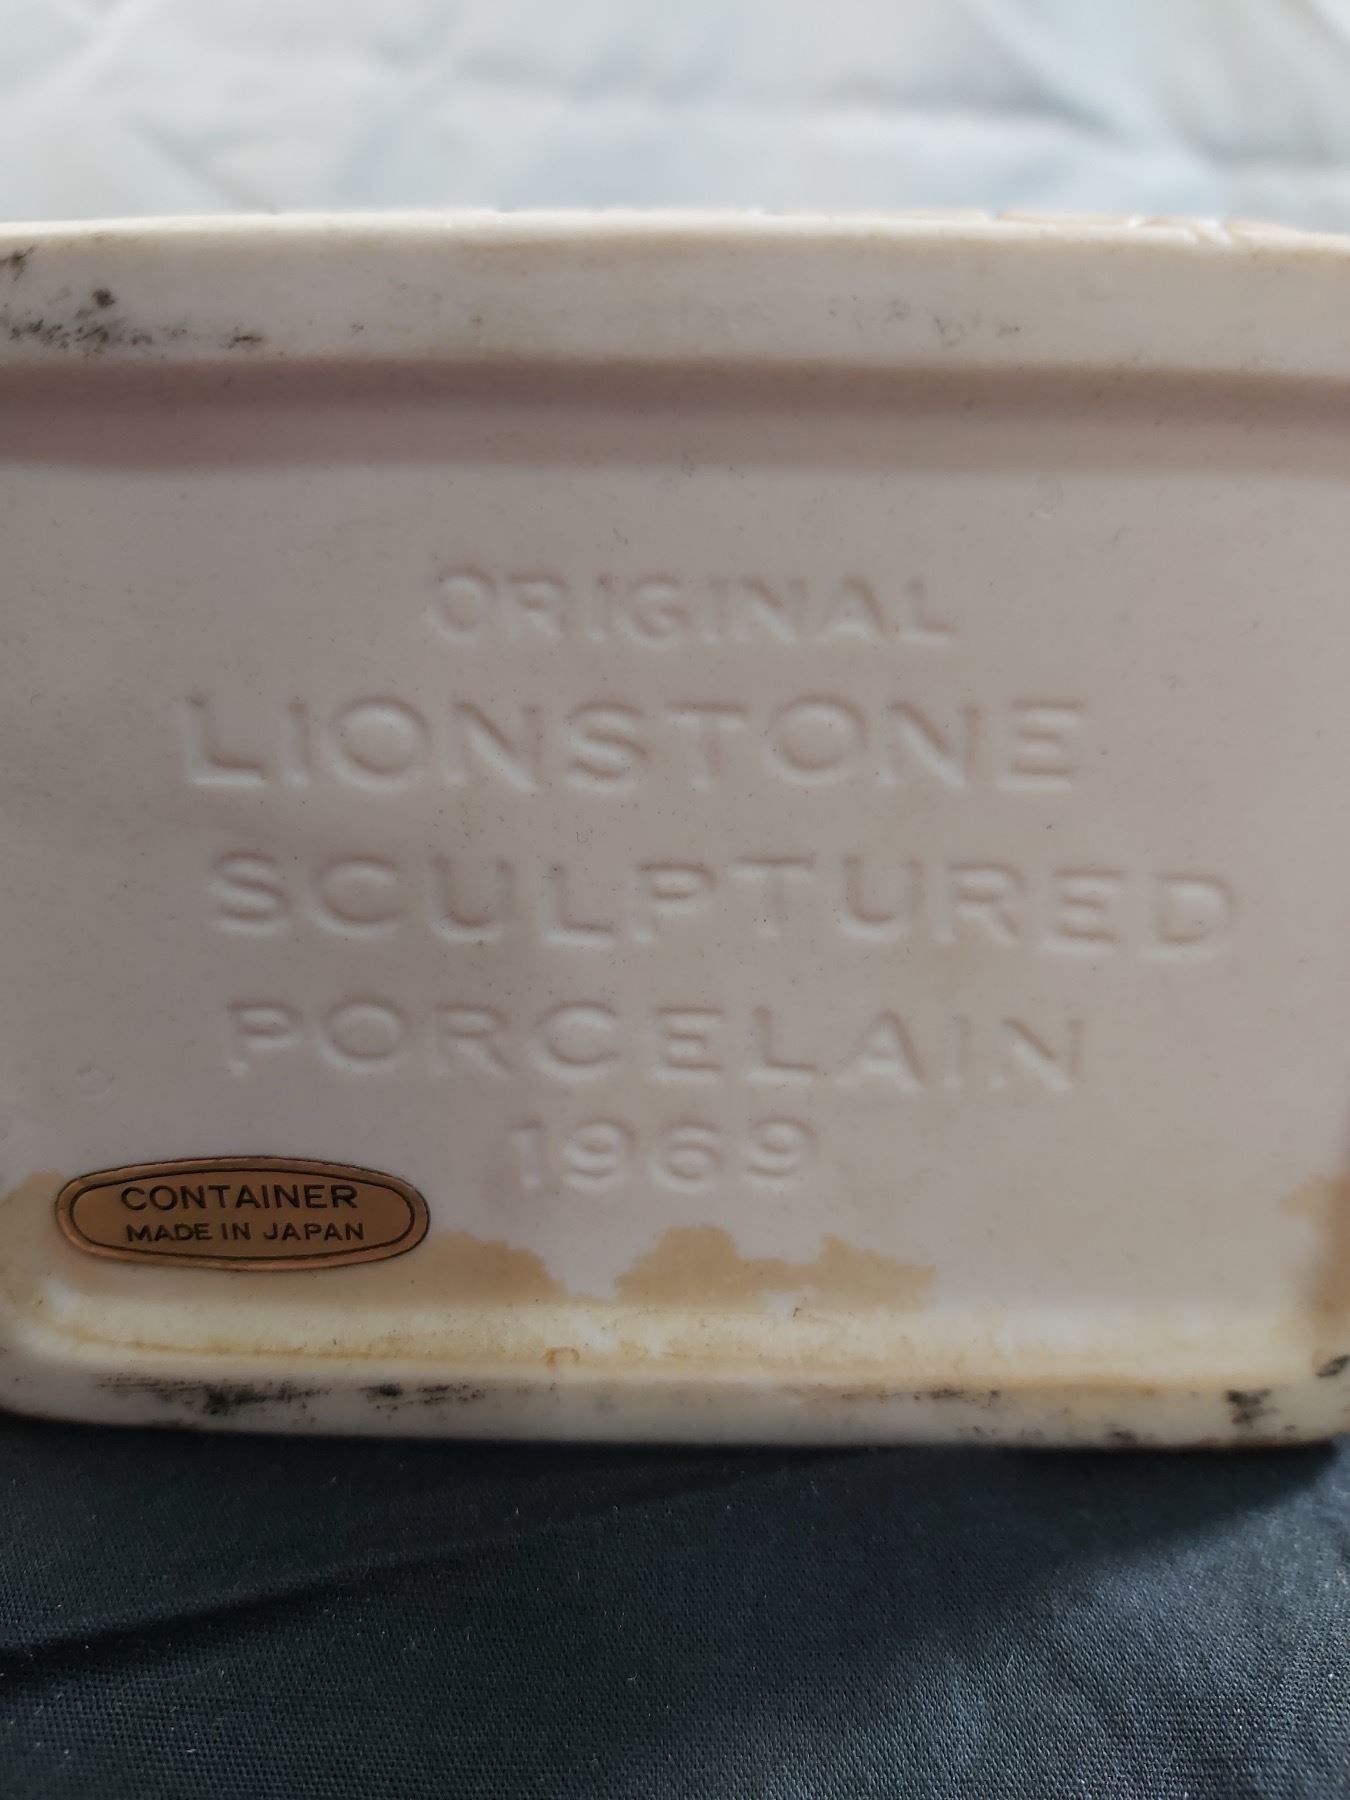 ORIGINAL
LIONSTONE
SCULPTURED
PORCELAIN
1969
CONTAINER
MADE IN JAPAN